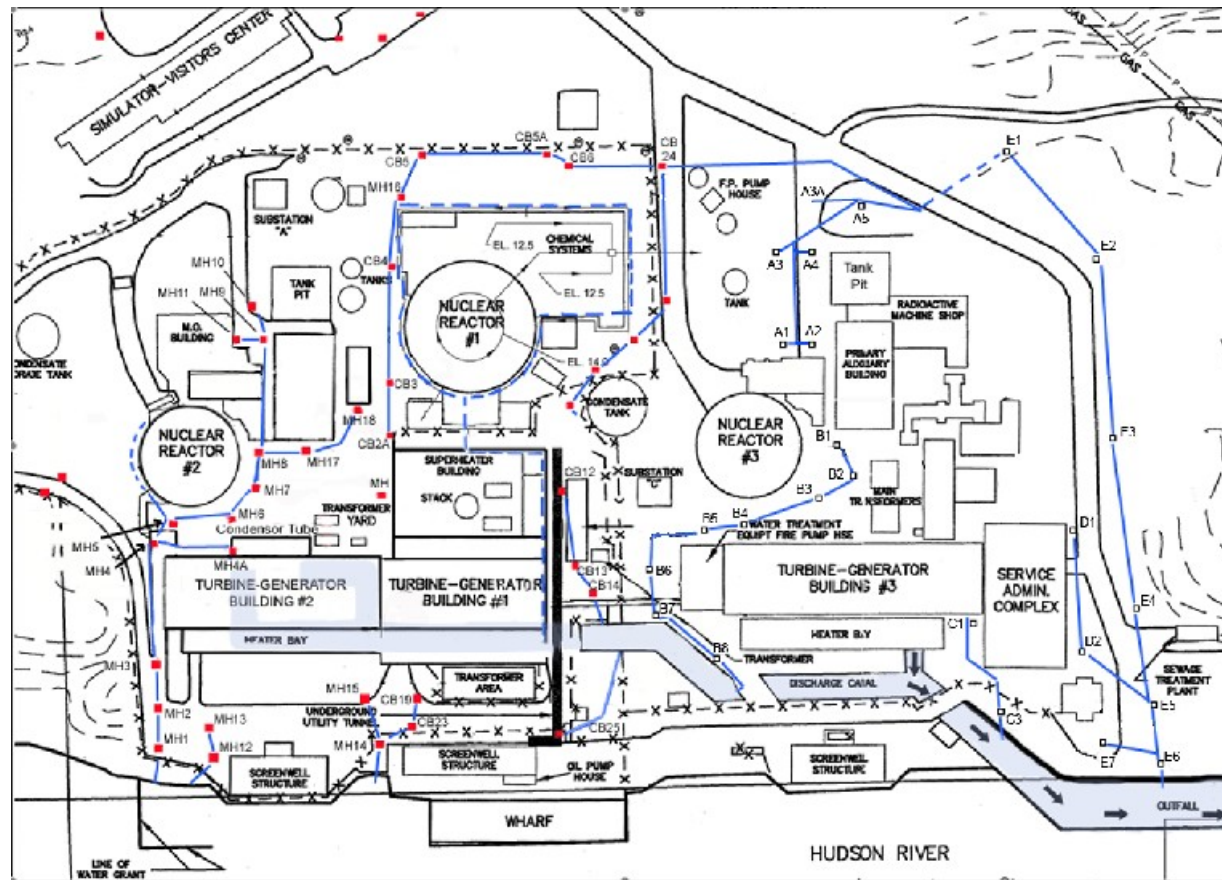 SIMULATOR-VISITORS CENTER
GAS
GAS
GAS
CB5A
CB5
CB6
CB
24
E1
MH16
SUBSTATION
"A"
F.P. PUMP
HOUSE
A3A
A5
EL. 12.5
CHEMICAL
SYSTEMS
E2
MH10
MH11
MH9
CB4
TANKS
A3
A4
Tank
Pit
TANK
PIT
EL. 12.5
TANK
NUCLEAR
REACTOR
#1
M.O.
BUILDING
RADIOACTIVE
MACHINE SHOP
A1
A2
PRIMARY
AUXILIARY
BUILDING
CB3
CONDENSATE
TANK
MH18
NUCLEAR
REACTOR
#2
NUCLEAR
REACTOR
#3
CB2A
B1
E3
MH8
MH17
SUPERHEATER
BUILDING
CB12
SUBSTATION
"C"
D2
MH7
MH
STACK
B3
MAIN
TRANSFORMERS
TRANSFORMER
YARD
MH6
Condensor Tube
B5
B4
WATER TREATMENT
EQUIPT FIRE PUMP HSE
D1
MH5
MH4
MH4A
CB13
B6
TURBINE-GENERATOR
BUILDING #2
TURBINE-GENERATOR
BUILDING #1
CB14
TURBINE-GENERATOR
BUILDING #3
SERVICE
ADMIN.
COMPLEX
B7
E4
HEATER BAY
HEATER BAY
C1
MH3
B8
TRANSFORMER
D2
SEWAGE
TREATMENT
PLANT
TRANSFORMER
AREA
DISCHARGE CANAL
MH15
CB19
MH2
UNDERGROUND
UTILITY TUNNEL
E5
MH13
CB23
C3
MH1
MH12
MH14
CB25
E7
E6
SCREENWELL
STRUCTURE
SCREENWELL
STRUCTURE
OIL PUMP
HOUSE
SCREENWELL
STRUCTURE
OUTFALL
WHARF
HUDSON RIVER
LINE OF
WATER GRANT